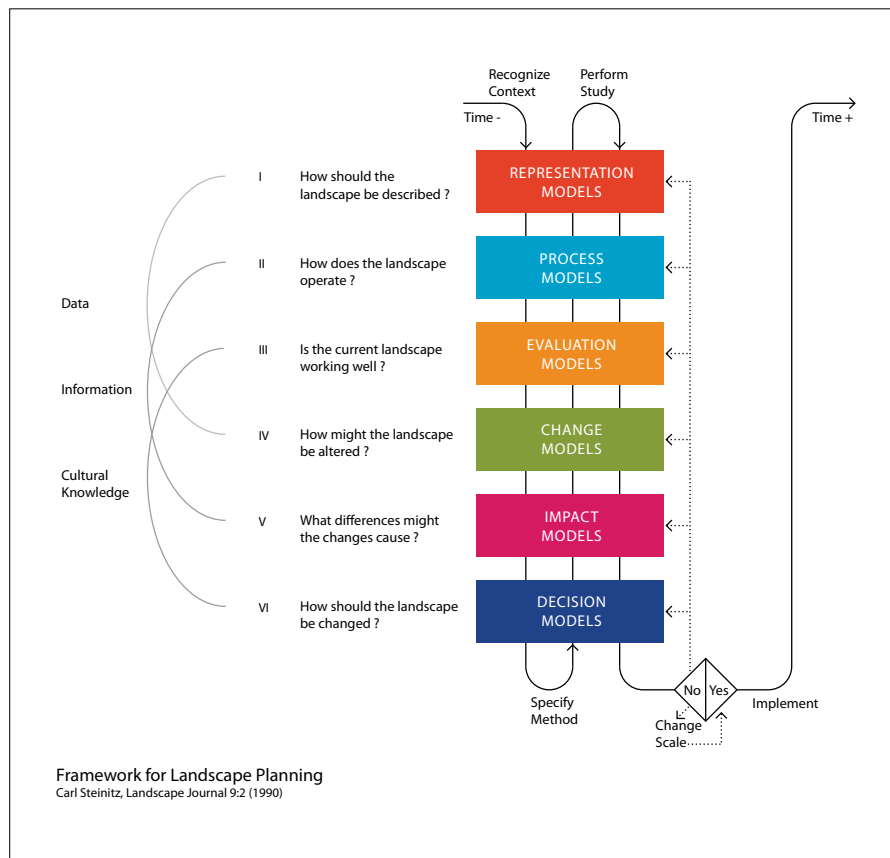 Recognize
Context
Perform
Study
Time -
Time +
I
How should the
landscape be described ?
REPRESENTATION
MODELS
II
How does the landscape
operate ?
PROCESS
MODELS
Data
III
Is the current landscape
working well ?
EVALUATION
MODELS
Information
IV
How might the landscape
be altered ?
CHANGE
MODELS
Cultural
Knowledge
V
What differences might
the changes cause ?
IMPACT
MODELS
VI
How should the landscape
be changed ?
DECISION
MODELS
No
Yes
Specify
Method
Implement
Change
Scale
Framework for Landscape Planning
Carl Steinitz, Landscape Journal 9:2 (1990)